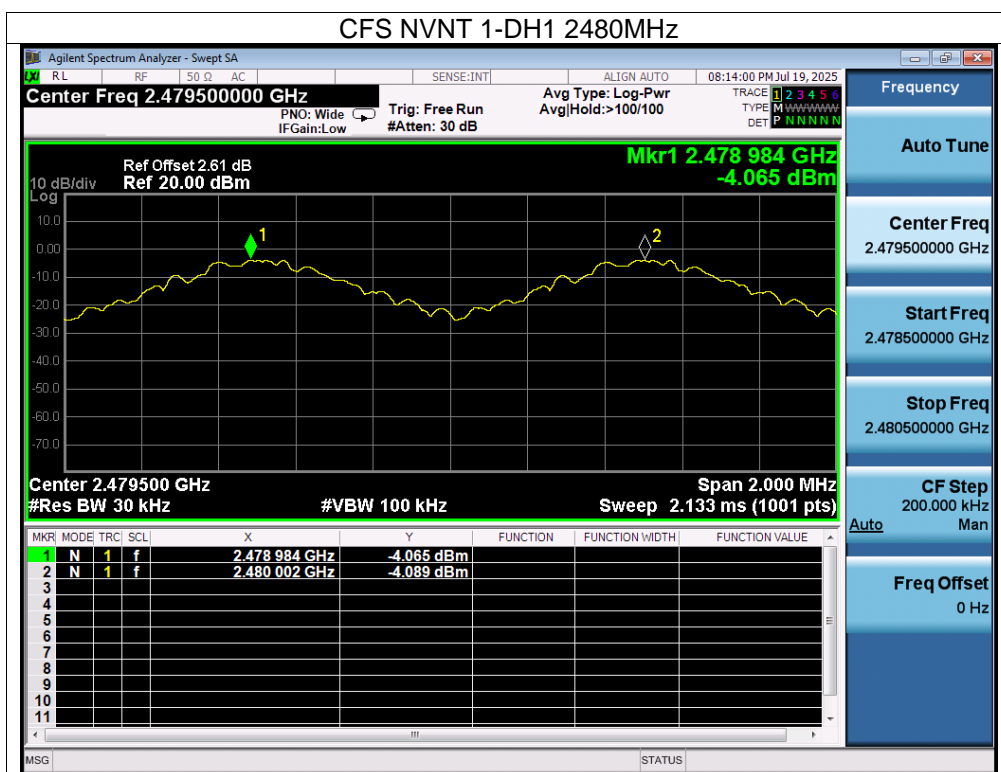 CFS NVNT 1-DH1 2480MHz
Agilent Spectrum Analyzer - Swept SA
LXI RL RF 50 Ω AC SENSE:INT ALIGN AUTO 08:14:00 PM Jul 19, 2025
Center Freq 2.479500000 GHz
PNO: Wide
IFGain:Low
Trig: Free Run
#Atten: 30 dB
Avg Type: Log-Pwr
Avg|Hold:>100/100
TRACE 1 2 3 4 5 6
TYPE M WWWWW
DET P N N N N N
Mkr1 2.478 984 GHz
-4.065 dBm
Ref Offset 2.61 dB
10 dB/div Ref 20.00 dBm
Log
10.0
0.00
-10.0
-20.0
-30.0
-40.0
-50.0
-60.0
-70.0
1
2
Center 2.479500 GHz Span 2.000 MHz
#Res BW 30 kHz #VBW 100 kHz Sweep 2.133 ms (1001 pts)
MKR MODE TRC SCL X Y FUNCTION FUNCTION WIDTH FUNCTION VALUE
1 N 1 f 2.478 984 GHz -4.065 dBm
2 N 1 f 2.480 002 GHz -4.089 dBm
3
4
5
6
7
8
9
10
11
MSG STATUS
Frequency
Auto Tune
Center Freq
2.479500000 GHz
Start Freq
2.478500000 GHz
Stop Freq
2.480500000 GHz
CF Step
200.000 kHz
Auto Man
Freq Offset
0 Hz